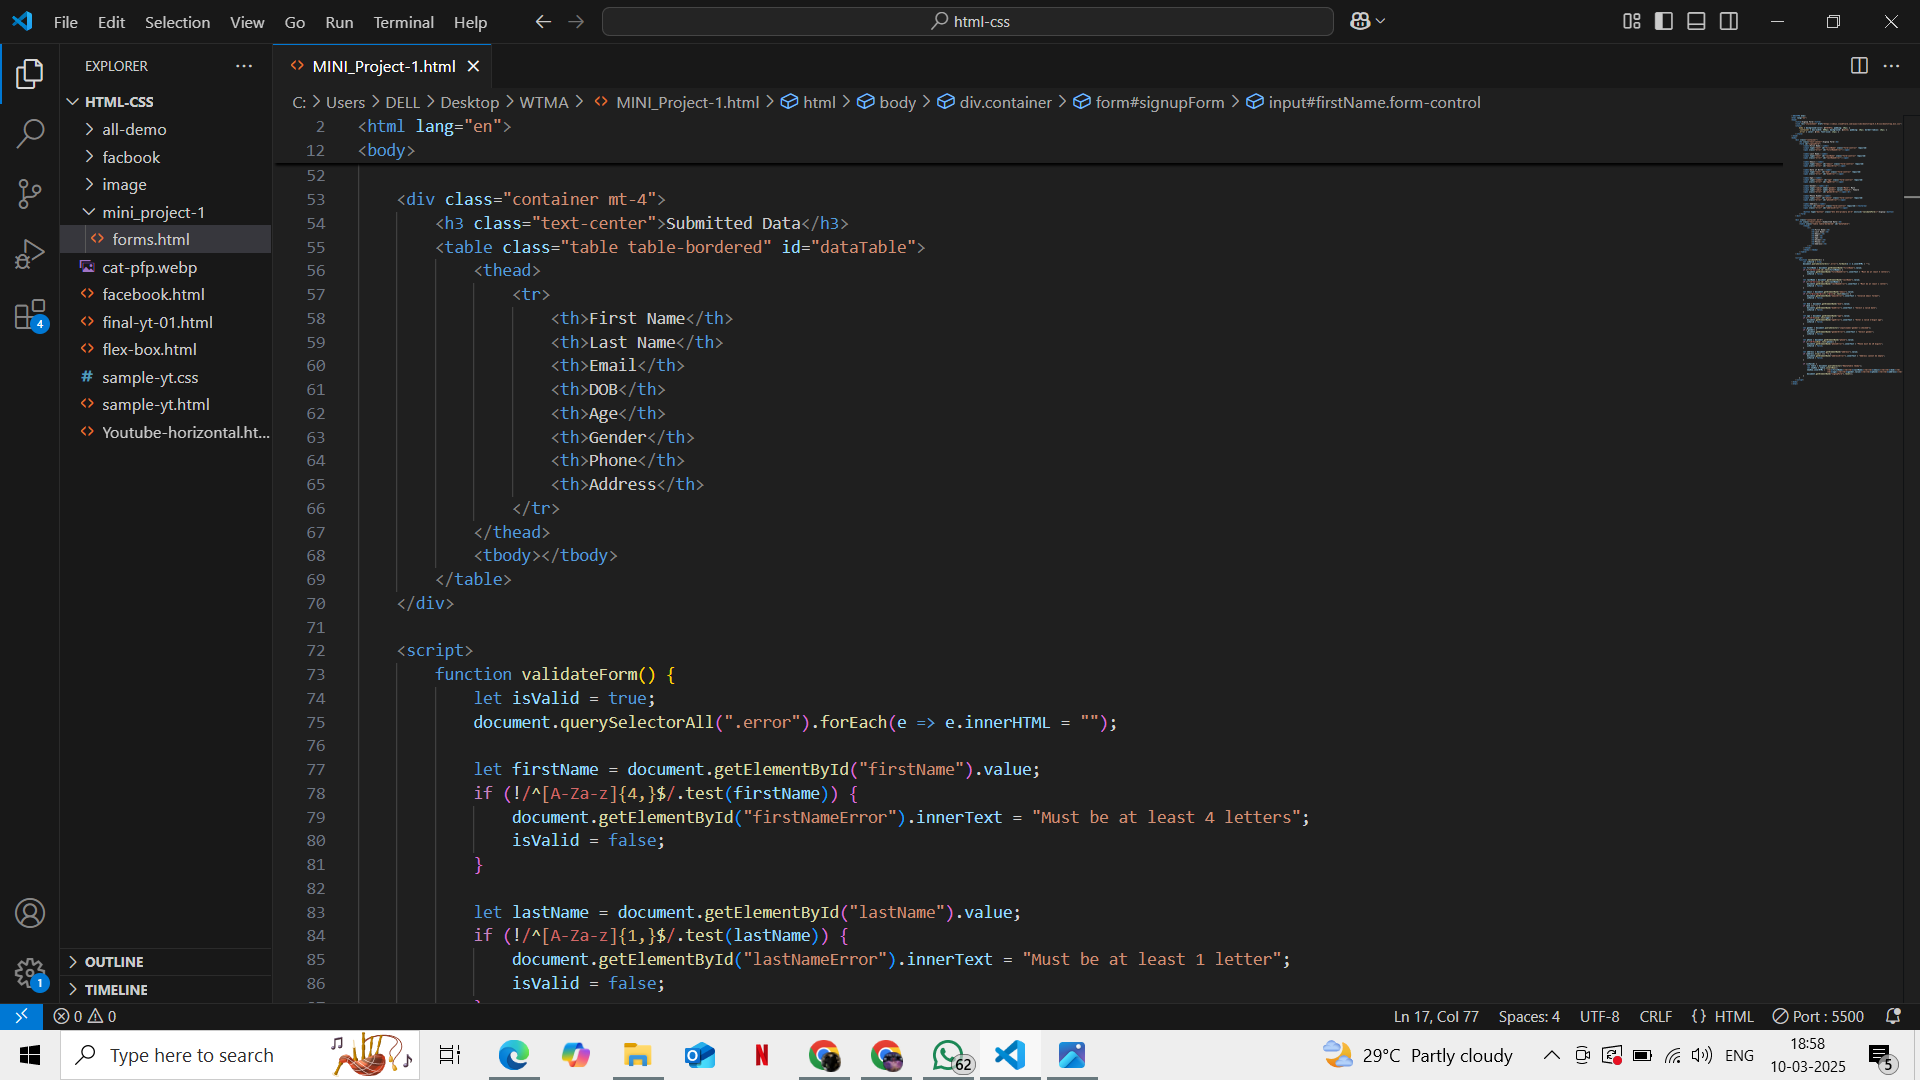 File Edit Selection View Go Run Terminal Help
html-css
EXPLORER
HTML-CSS
all-demo
facbook
image
mini_project-1
forms.html
cat-pfp.webp
facebook.html
final-yt-01.html
flex-box.html
sample-yt.css
sample-yt.html
Youtube-horizontal.ht...
OUTLINE
TIMELINE
4
1
MINI_Project-1.html
C: > Users > DELL > Desktop > WTMA > MINI_Project-1.html > html > body > div.container > form#signupForm > input#firstName.form-control
2 <html lang="en">
12 <body>
52
53 <div class="container mt-4">
54 <h3 class="text-center">Submitted Data</h3>
55 <table class="table table-bordered" id="dataTable">
56 <thead>
57 <tr>
58 <th>First Name</th>
59 <th>Last Name</th>
60 <th>Email</th>
61 <th>DOB</th>
62 <th>Age</th>
63 <th>Gender</th>
64 <th>Phone</th>
65 <th>Address</th>
66 </tr>
67 </thead>
68 <tbody></tbody>
69 </table>
70 </div>
71
72 <script>
73 function validateForm() {
74 let isValid = true;
75 document.querySelectorAll(".error").forEach(e => e.innerHTML = "");
76
77 let firstName = document.getElementById("firstName").value;
78 if (!/^[A-Za-z]{4,}$/.test(firstName)) {
79 document.getElementById("firstNameError").innerText = "Must be at least 4 letters";
80 isValid = false;
81 }
82
83 let lastName = document.getElementById("lastName").value;
84 if (!/^[A-Za-z]{1,}$/.test(lastName)) {
85 document.getElementById("lastNameError").innerText = "Must be at least 1 letter";
86 isValid = false;
0 0
Ln 17, Col 77 Spaces: 4 UTF-8 CRLF {} HTML Port : 5500
Type here to search
62
29°C Partly cloudy
ENG
18:58
10-03-2025
5